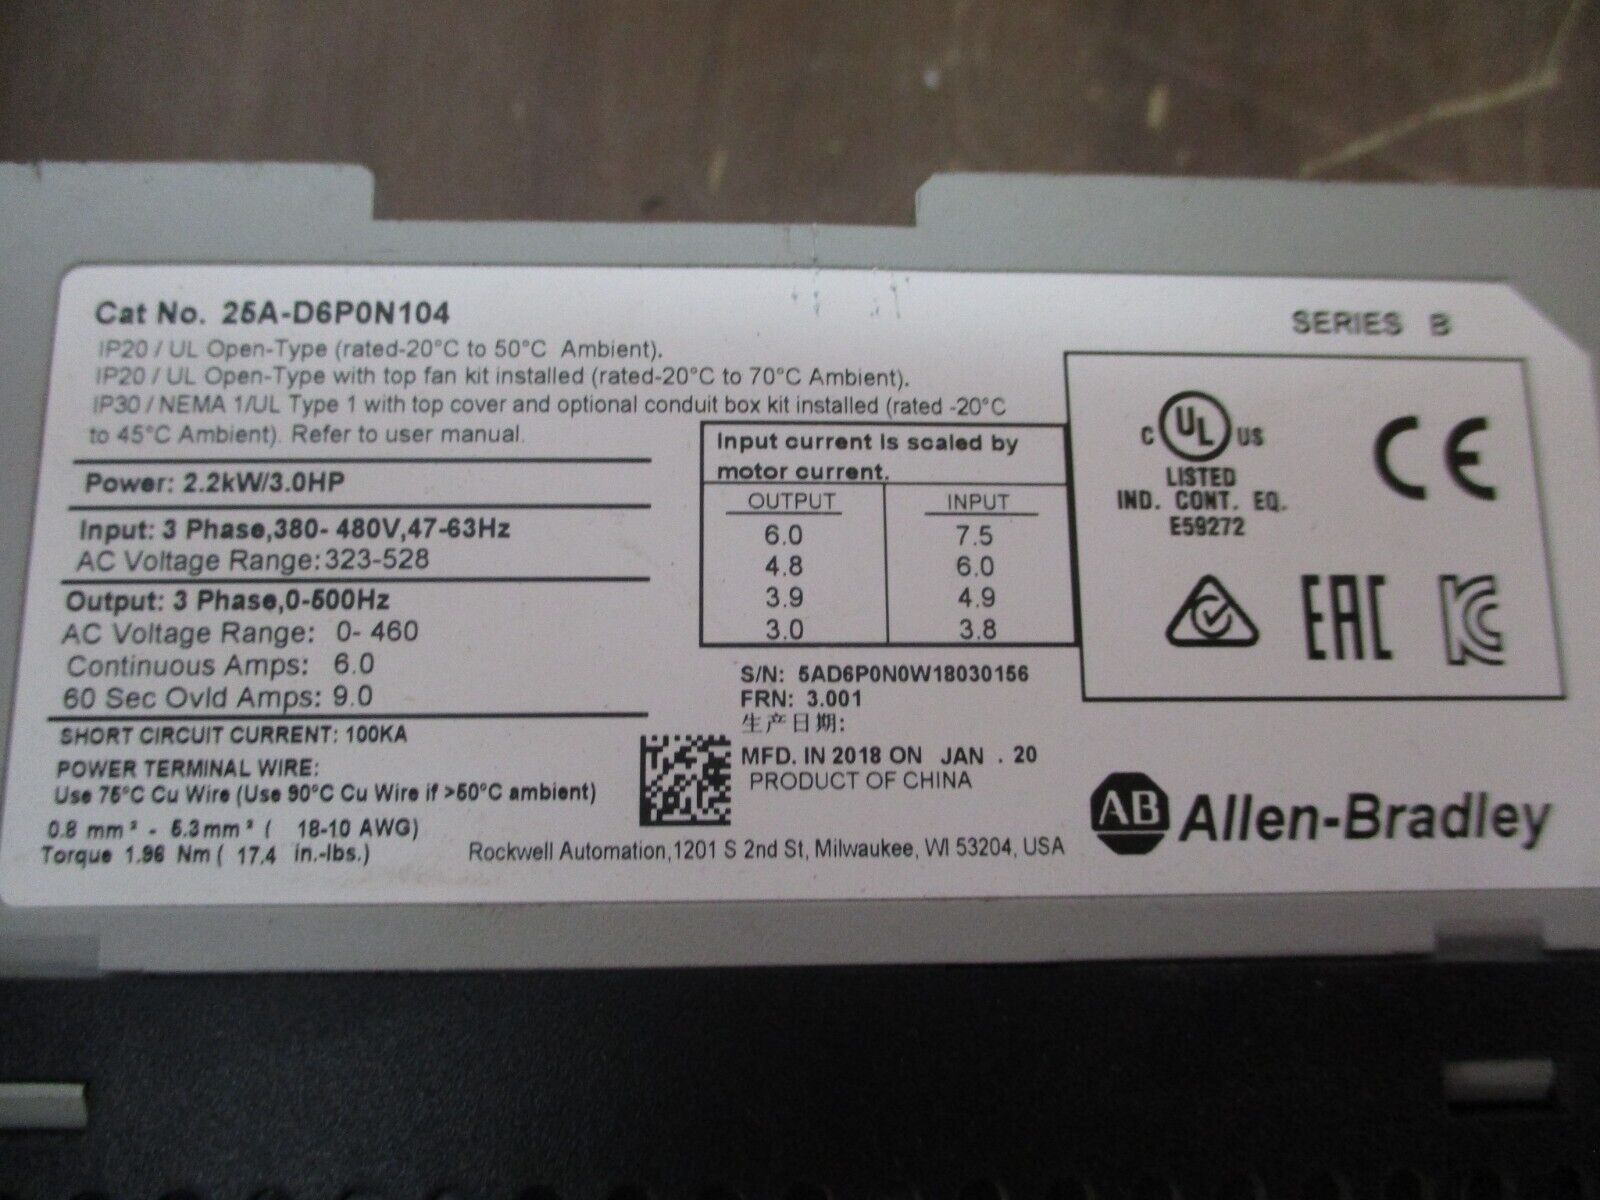 Cat No. 25A-D6P0N104
SERIES B
IP20 / UL Open-Type (rated-20°C to 50°C Ambient).
IP20 / UL Open-Type with top fan kit installed (rated-20°C to 70°C Ambient).
IP30 / NEMA 1/UL Type 1 with top cover and optional conduit box kit installed (rated -20°C
to 45°C Ambient). Refer to user manual.
Power: 2.2kW/3.0HP
Input: 3 Phase,380- 480V,47-63Hz
AC Voltage Range:323-528
Output: 3 Phase,0-500Hz
AC Voltage Range: 0- 460
Continuous Amps: 6.0
60 Sec Ovld Amps: 9.0
SHORT CIRCUIT CURRENT: 100KA
POWER TERMINAL WIRE:
Use 75°C Cu Wire (Use 90°C Cu Wire if >50°C ambient)
0.8 mm² - 5.3mm² ( 18-10 AWG)
Torque 1.96 Nm ( 17.4 in.-lbs.)
Input current is scaled by
motor current.
OUTPUT INPUT
6.0 7.5
4.8 6.0
3.9 4.9
3.0 3.8
S/N: 5AD6P0N0W18030156
FRN: 3.001
生产日期:
MFD. IN 2018 ON JAN . 20
PRODUCT OF CHINA
Rockwell Automation,1201 S 2nd St, Milwaukee, WI 53204, USA
C UL US
LISTED
IND. CONT. EQ.
E59272
CE
EAC
KC
AB Allen-Bradley